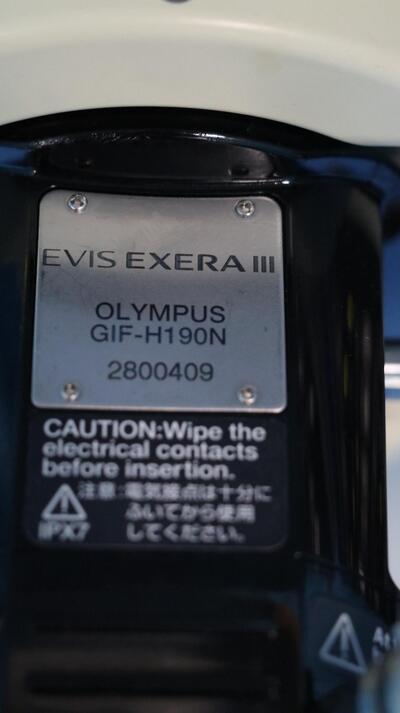 EVIS EXERA III
OLYMPUS
GIF-H190N
2800409
CAUTION:Wipe the
electrical contacts
before insertion.
注意:電気接点は十分に
ふいてから使用
してください。
IPX7